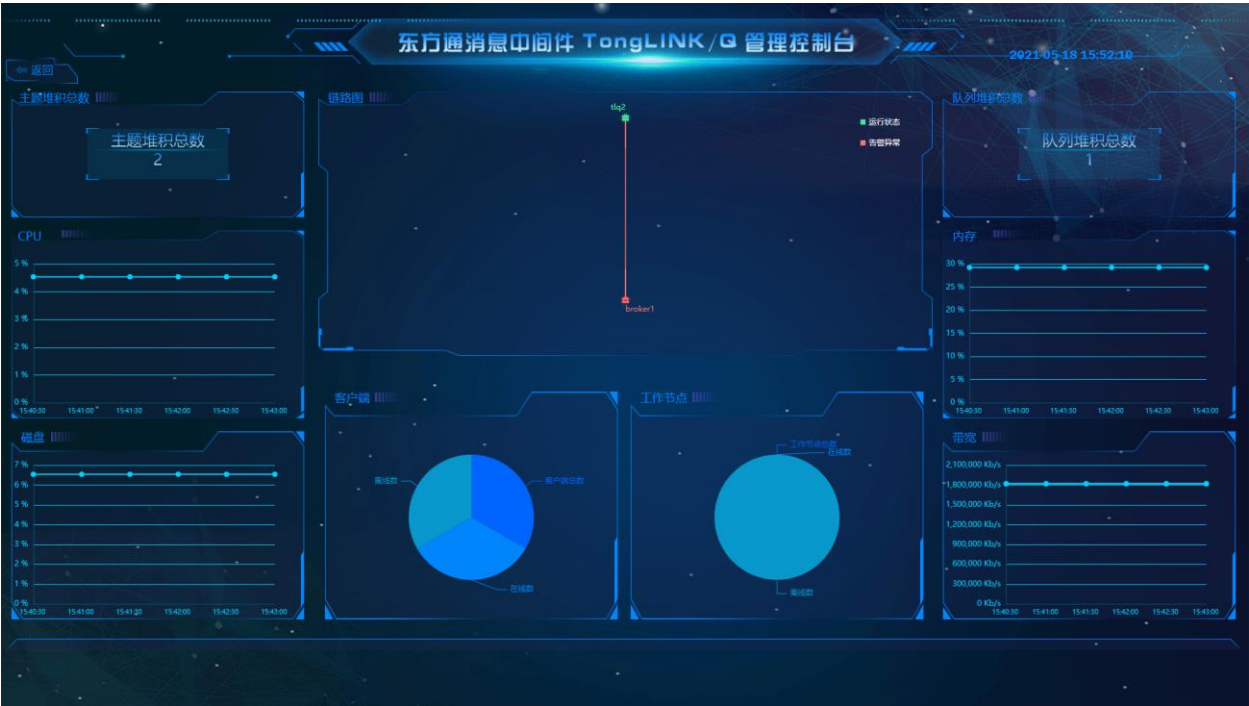 东方通消息中间件 TongLINK/Q 管理控制台
2021-05-18 15:52:10
返回
主题堆积总数
主题堆积总数
2
链路图
tlq2
运行状态
告警异常
broker1
队列堆积总数
队列堆积总数
1
CPU
5 %
4 %
3 %
2 %
1 %
0 %
15:40:30 15:41:00 15:41:30 15:42:00 15:42:30 15:43:00
内存
30 %
25 %
20 %
15 %
10 %
5 %
0 %
15:40:30 15:41:00 15:41:30 15:42:00 15:42:30 15:43:00
磁盘
7 %
6 %
5 %
4 %
3 %
2 %
1 %
0 %
15:40:30 15:41:00 15:41:30 15:42:00 15:42:30 15:43:00
客户端
离线数
客户端总数
在线数
工作节点
工作节点总数
在线数
离线数
带宽
2,100,000 Kb/s
1,800,000 Kb/s
1,500,000 Kb/s
1,200,000 Kb/s
900,000 Kb/s
600,000 Kb/s
300,000 Kb/s
0 Kb/s
15:40:30 15:41:00 15:41:30 15:42:00 15:42:30 15:43:00